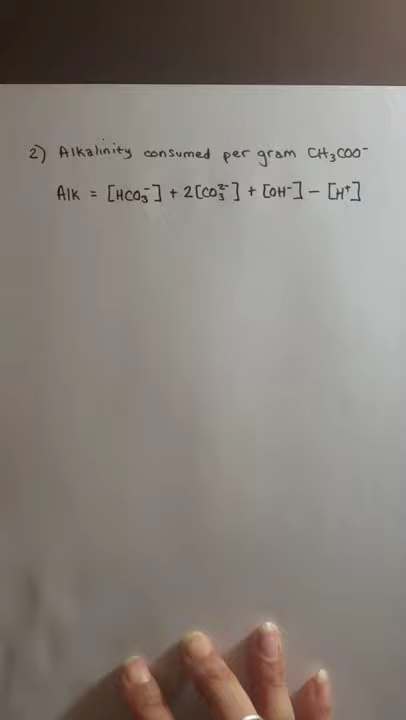 2) Alkalinity consumed per gram CH₃COO⁻
Alk = [HCO₃⁻] + 2[CO₃²⁻] + [OH⁻] − [H⁺]